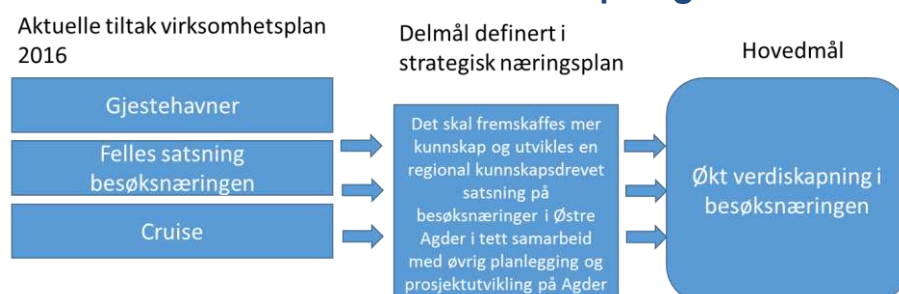 Aktuelle tiltak virksomhetsplan
2016
Delmål definert i
strategisk næringsplan
Hovedmål
Gjestehavner
Felles satsning
besøksnæringen
Cruise
Det skal fremskaffes mer
kunnskap og utvikles en
regional kunnskapsdrevet
satsning på
besøksnæringer i Østre
Agder i tett samarbeid
med øvrig planlegging og
prosjektutvikling på Agder
Økt verdiskapning i
besøksnæringen